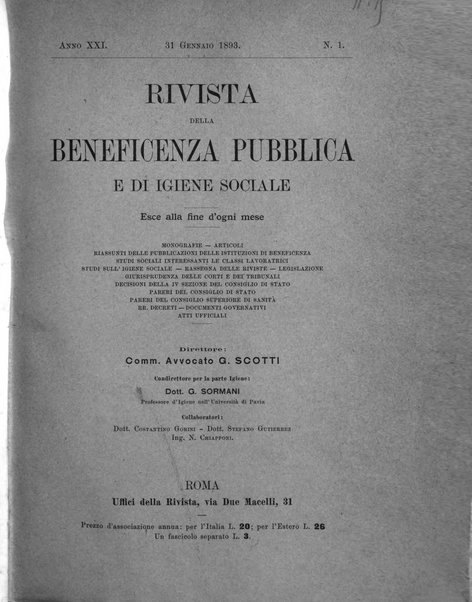 Anno XXI. 31 Gennaio 1893. N. 1.
RIVISTA
DELLA
BENEFICENZA PUBBLICA
E DI IGIENE SOCIALE
Esce alla fine d'ogni mese
MONOGRAFIE — ARTICOLI
RIASSUNTI DELLE PUBBLICAZIONI DELLE ISTITUZIONI DI BENEFICENZA
STUDI SOCIALI INTERESSANTI LE CLASSI LAVORATRICI
STUDI SULL'IGIENE SOCIALE — RASSEGNA DELLE RIVISTE — LEGISLAZIONE
GIURISPRUDENZA DELLE CORTI E DEI TRIBUNALI
DECISIONI DELLA IV SEZIONE DEL CONSIGLIO DI STATO
PARERI DEL CONSIGLIO DI STATO
PARERI DEL CONSIGLIO SUPERIORE DI SANITÀ
RR. DECRETI — DOCUMENTI GOVERNATIVI
ATTI UFFICIALI
Direttore:
Comm. Avvocato G. SCOTTI
Condirettore per la parte Igiene:
Dott. G. SORMANI
Professore d'Igiene nell'Università di Pavia
Collaboratori:
Dott. Costantino Gorini - Dott. Stefano Gutierrez
Ing. N. Chiapponi.
ROMA
Uffici della Rivista, via Due Macelli, 31
Prezzo d'associazione annua: per l'Italia L. 20; per l'Estero L. 26
Un fascicolo separato L. 3.